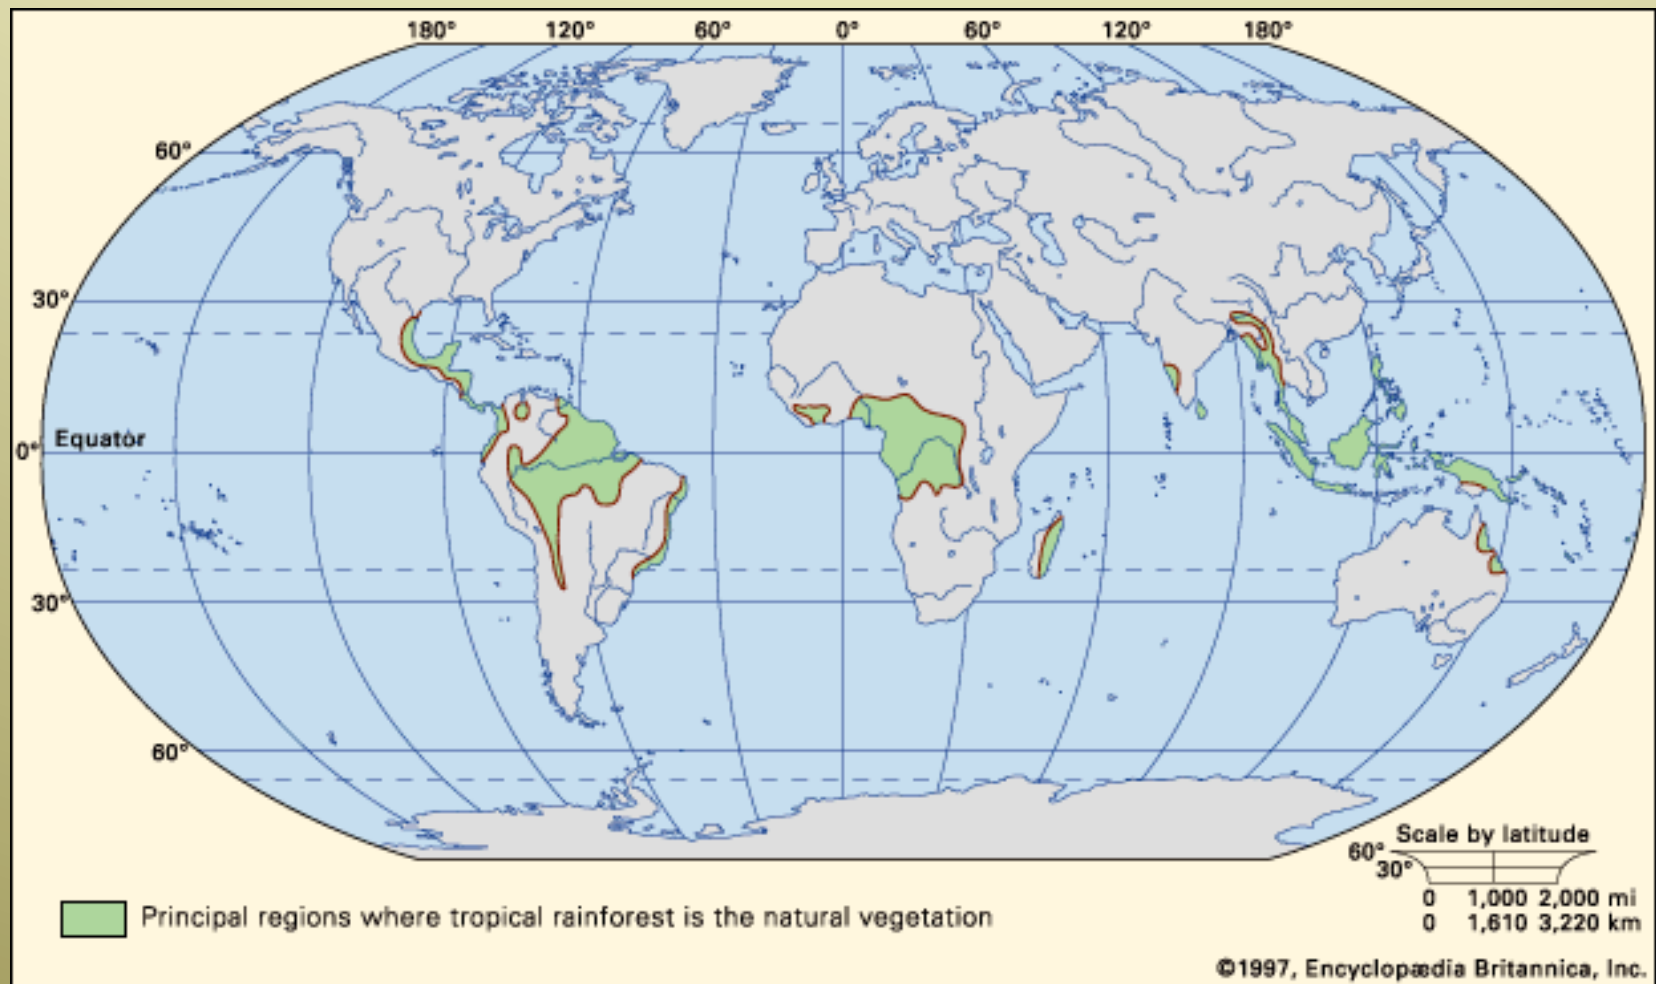 180° 120° 60° 0° 60° 120° 180°
60°
30°
Equator
0°
30°
60°
Scale by latitude
60°
30°
0 1,000 2,000 mi
0 1,610 3,220 km
Principal regions where tropical rainforest is the natural vegetation
©1997, Encyclopædia Britannica, Inc.